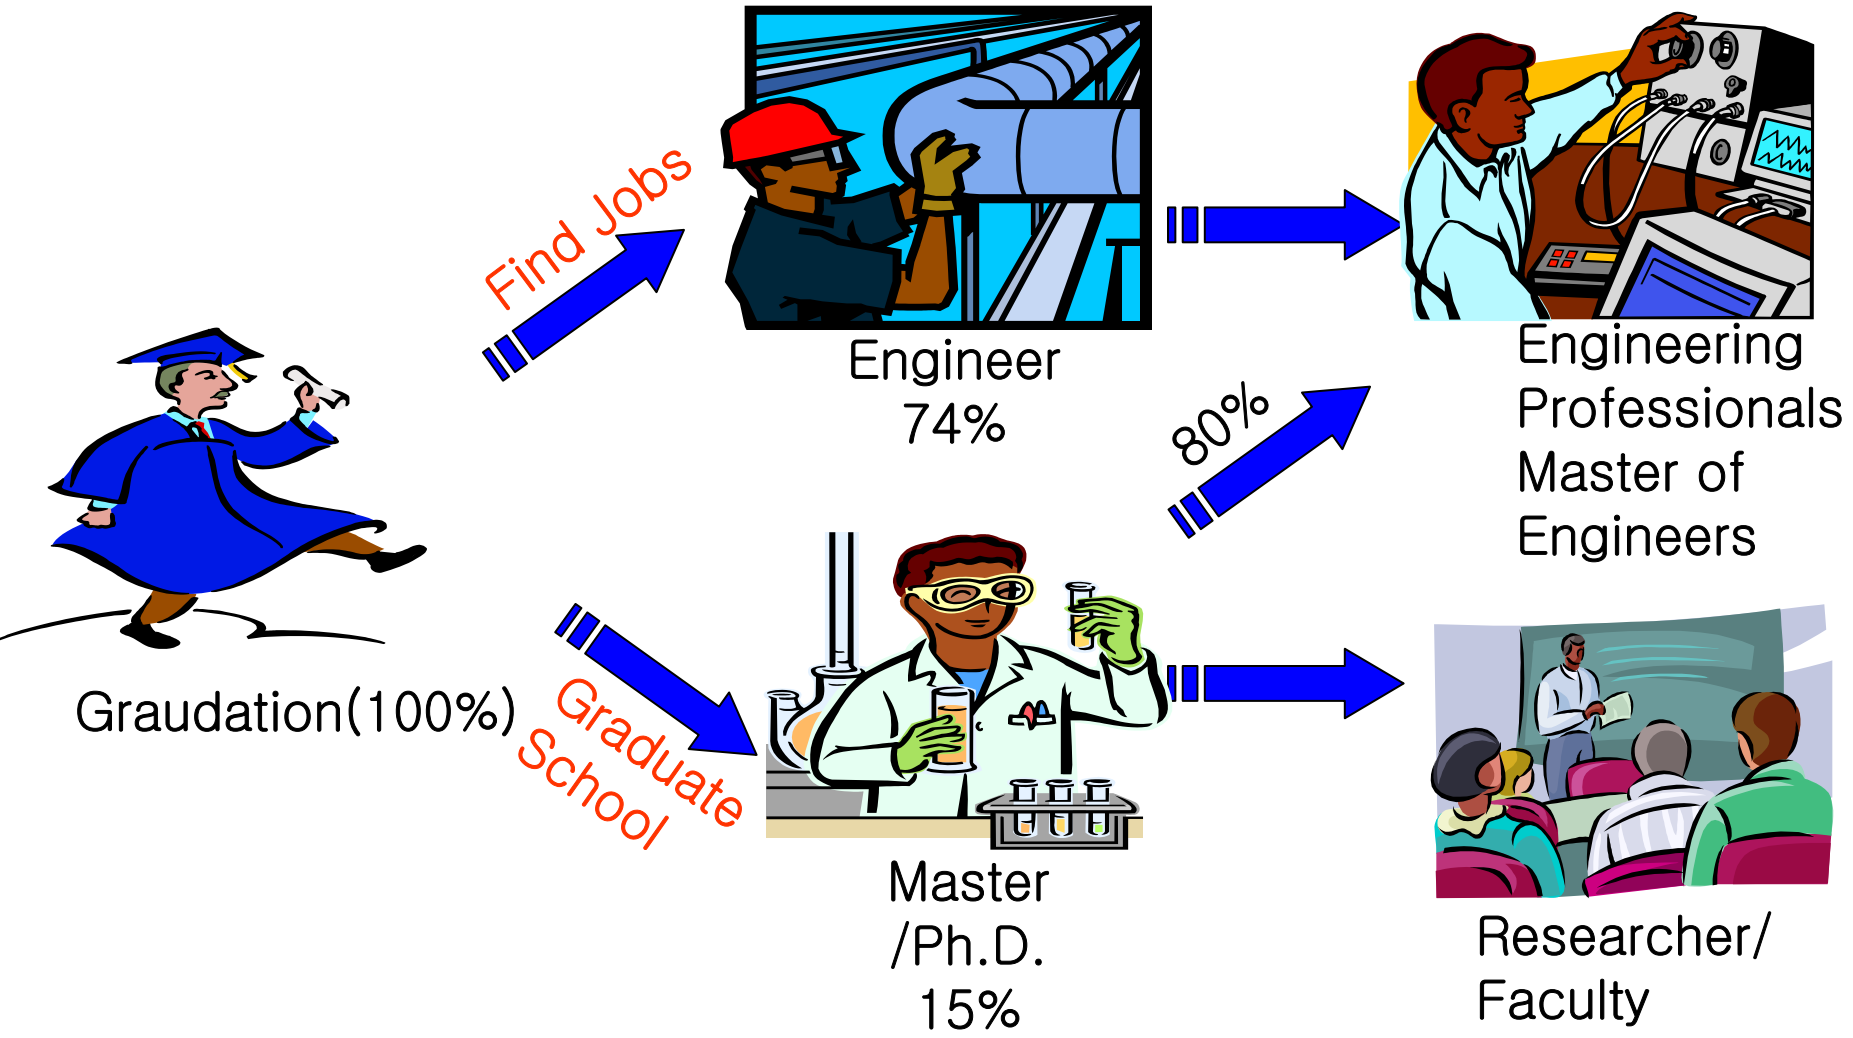 Find Jobs
Engineer
74%
80%
Engineering
Professionals
Master of
Engineers
Graudation(100%)
Graduate
School
Master
/Ph.D.
15%
Researcher/
Faculty